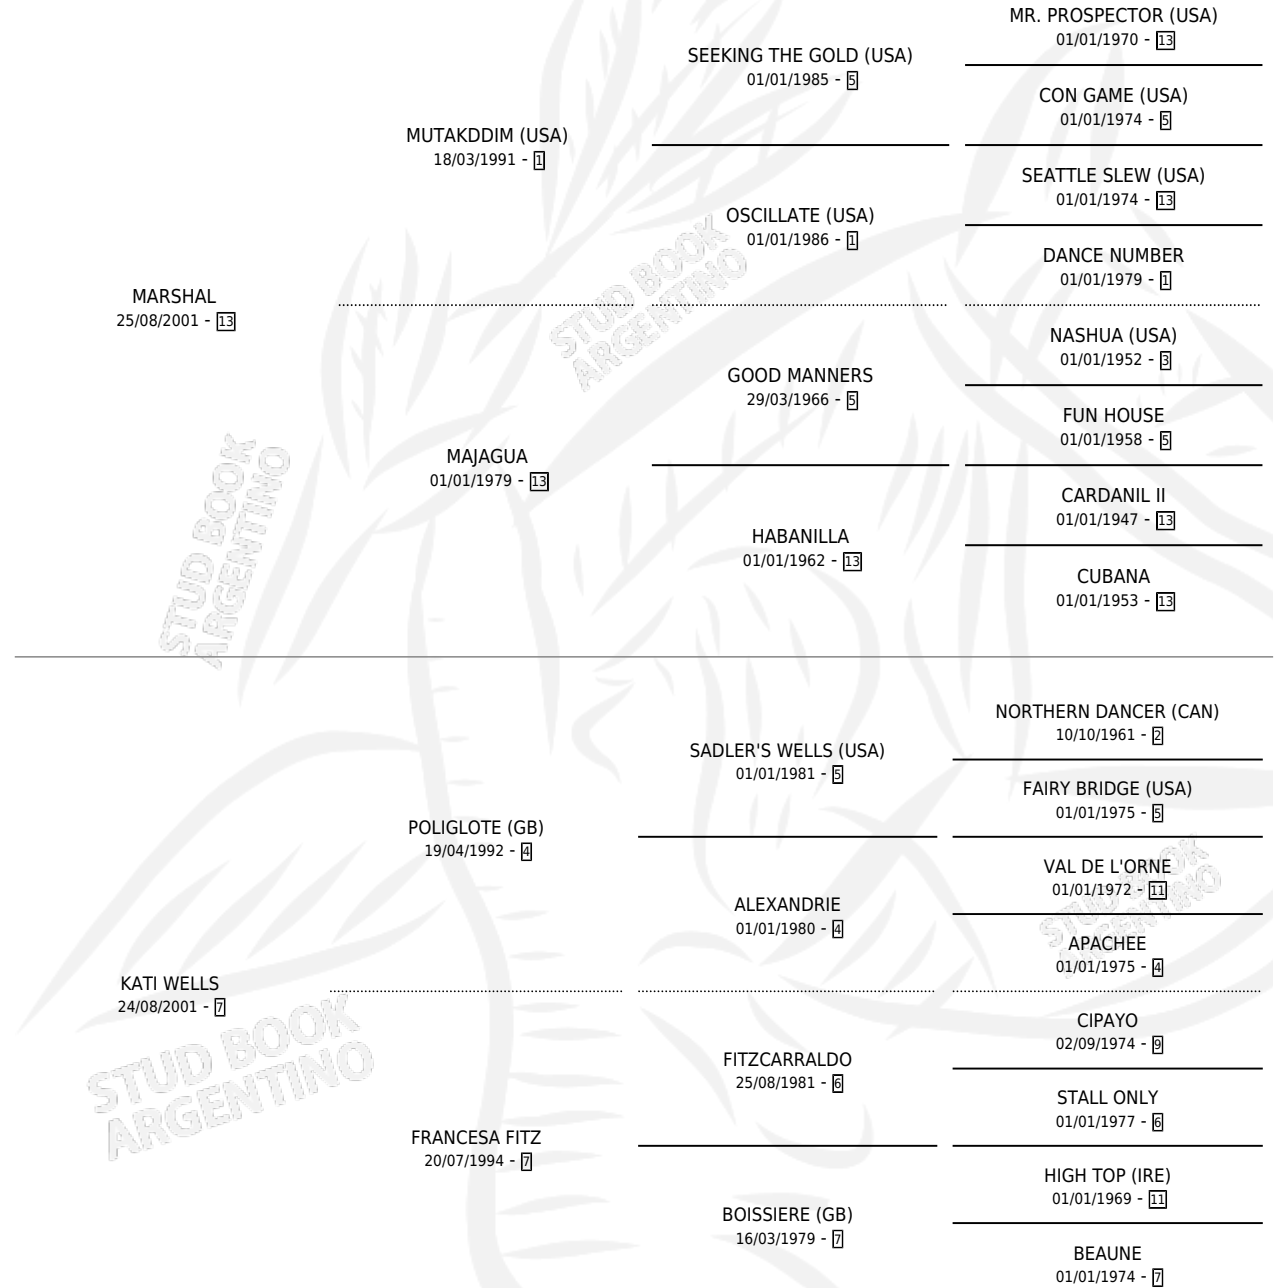 MR. PROSPECTOR (USA)
01/01/1970 - 13
SEEKING THE GOLD (USA)
01/01/1985 - 5
CON GAME (USA)
01/01/1974 - 5
MUTAKDDIM (USA)
18/03/1991 - 1
SEATTLE SLEW (USA)
01/01/1974 - 13
OSCILLATE (USA)
01/01/1986 - 1
DANCE NUMBER
01/01/1979 - 1
MARSHAL
25/08/2001 - 13
NASHUA (USA)
01/01/1952 - 3
GOOD MANNERS
29/03/1966 - 5
FUN HOUSE
01/01/1958 - 5
MAJAGUA
01/01/1979 - 13
CARDANIL II
01/01/1947 - 13
HABANILLA
01/01/1962 - 13
CUBANA
01/01/1953 - 13
NORTHERN DANCER (CAN)
10/10/1961 - 2
SADLER'S WELLS (USA)
01/01/1981 - 5
FAIRY BRIDGE (USA)
01/01/1975 - 5
POLIGLOTE (GB)
19/04/1992 - 4
VAL DE L'ORNE
01/01/1972 - 11
ALEXANDRIE
01/01/1980 - 4
APACHEE
01/01/1975 - 4
KATI WELLS
24/08/2001 - 7
CIPAYO
02/09/1974 - 9
FITZCARRALDO
25/08/1981 - 6
STALL ONLY
01/01/1977 - 6
FRANCESA FITZ
20/07/1994 - 7
HIGH TOP (IRE)
01/01/1969 - 11
BOISSIERE (GB)
16/03/1979 - 7
BEAUNE
01/01/1974 - 7
STUD BOOK
ARGENTINO
STUD BOOK
ARGENTINO
STUD BOOK
ARGENTINO
STUD BOOK
ARGENTINO